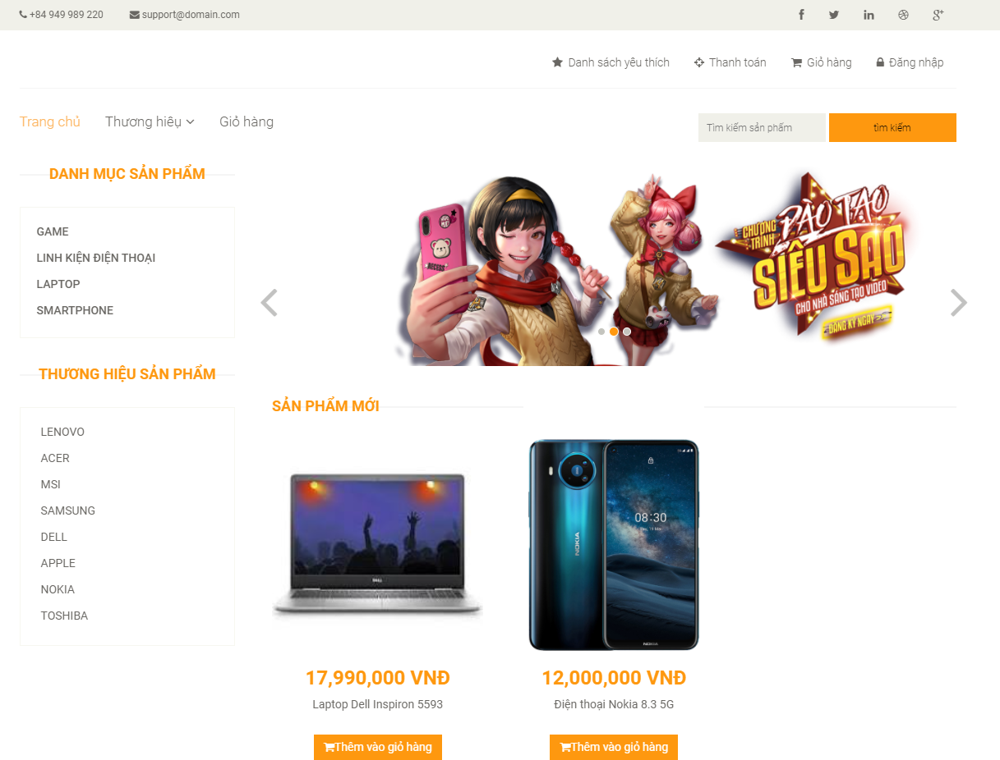 +84 949 989 220 support@domain.com
Danh sách yêu thích Thanh toán Giỏ hàng Đăng nhập
Trang chủ Thương hiệu Giỏ hàng
Tìm kiếm sản phẩm tìm kiếm
DANH MỤC SẢN PHẨM
GAME
LINH KIỆN ĐIỆN THOẠI
LAPTOP
SMARTPHONE
THƯƠNG HIỆU SẢN PHẨM
LENOVO
ACER
MSI
SAMSUNG
DELL
APPLE
NOKIA
TOSHIBA
CHƯƠNG TRÌNH
ĐÀO TẠO
SIÊU SAO
CHO NHÀ SÁNG TẠO VIDEO
ĐĂNG KÝ NGAY
SẢN PHẨM MỚI
DELL
NOKIA
08:30
NOKIA
17,990,000 VNĐ
Laptop Dell Inspiron 5593
Thêm vào giỏ hàng
12,000,000 VNĐ
Điện thoại Nokia 8.3 5G
Thêm vào giỏ hàng